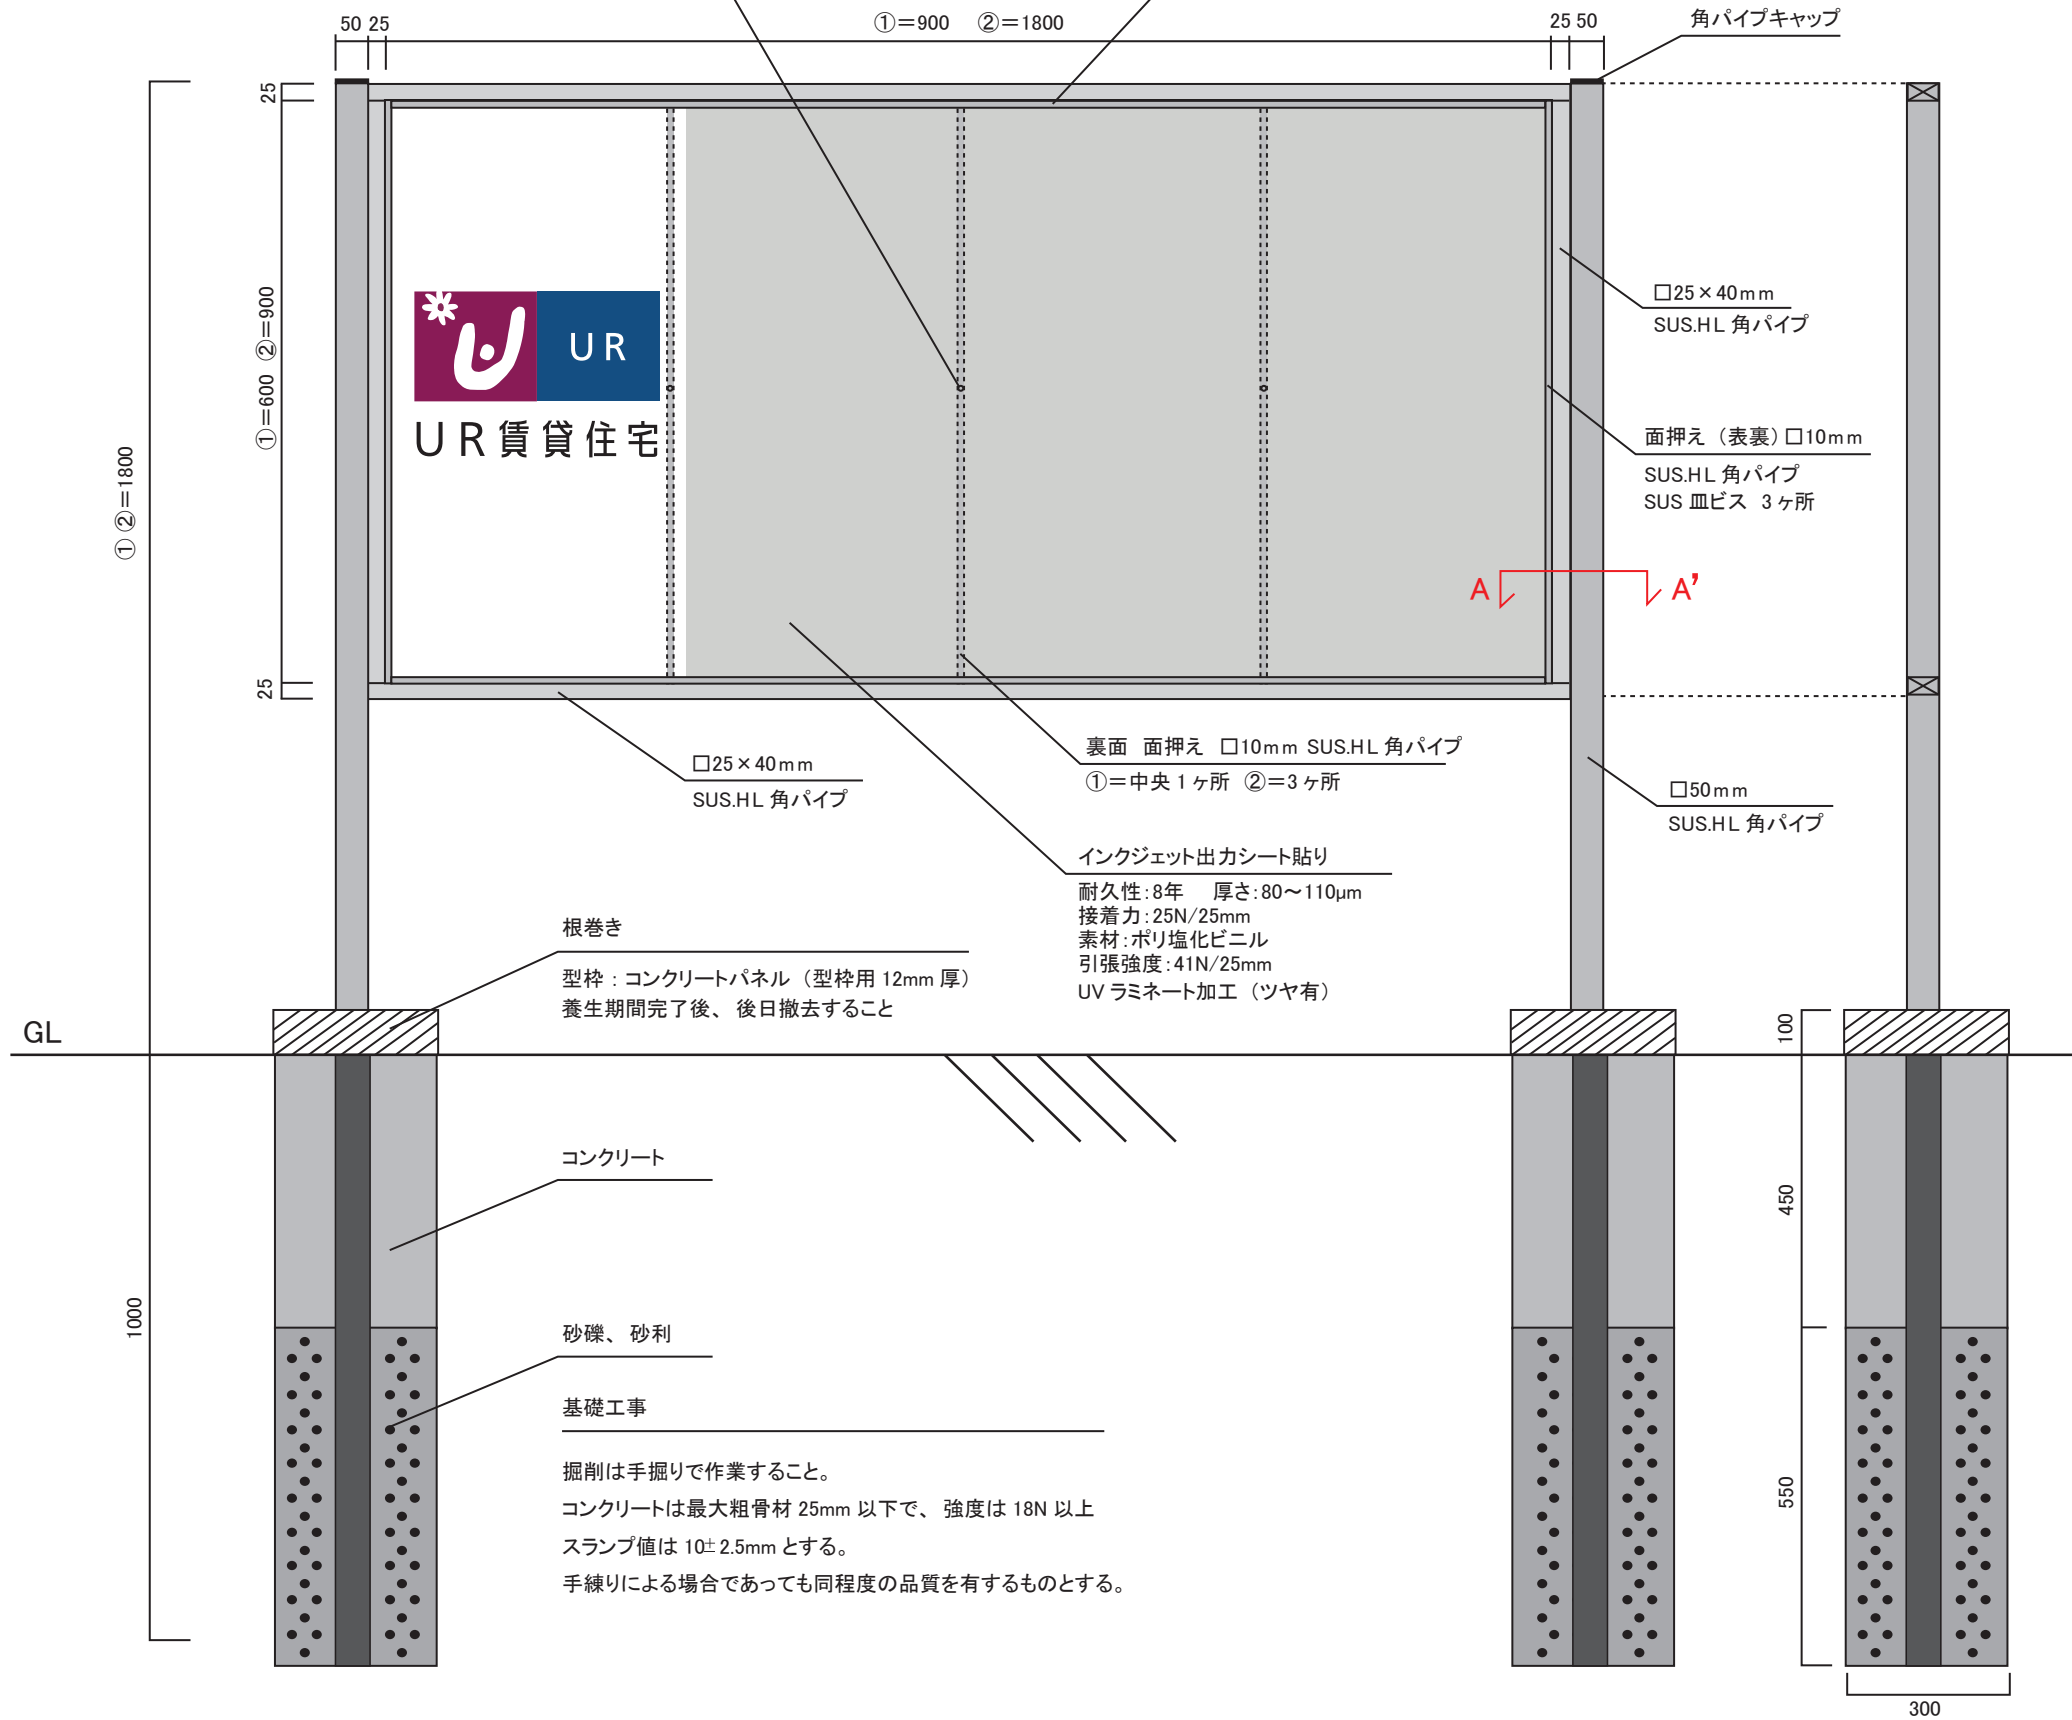 50 25
①＝900　②＝1800
25 50
角パイプキャップ
25
①＝600 ②＝900
25
① ②＝1800
1000
UR
UR賃貸住宅
□25×40mm
SUS.HL 角パイプ
面押え （表裏）□10mm
SUS.HL 角パイプ
SUS 皿ビス 3ヶ所
A
A'
□25×40mm
SUS.HL 角パイプ
裏面 面押え □10mm SUS.HL 角パイプ
①＝中央 1ヶ所 ②＝3ヶ所
□50mm
SUS.HL 角パイプ
インクジェット出力シート貼り
耐久性：8年　厚さ：80～110μm
接着力：25N/25mm
素材：ポリ塩化ビニル
引張強度：41N/25mm
UV ラミネート加工 （ツヤ有）
根巻き
型枠：コンクリートパネル （型枠用 12mm 厚）
養生期間完了後、後日撤去すること
GL
100
450
550
300
コンクリート
砂礫、砂利
基礎工事
掘削は手掘りで作業すること。
コンクリートは最大粗骨材 25mm 以下で、強度は 18N 以上
スランプ値は 10± 2.5mm とする。
手練りによる場合であっても同程度の品質を有するものとする。